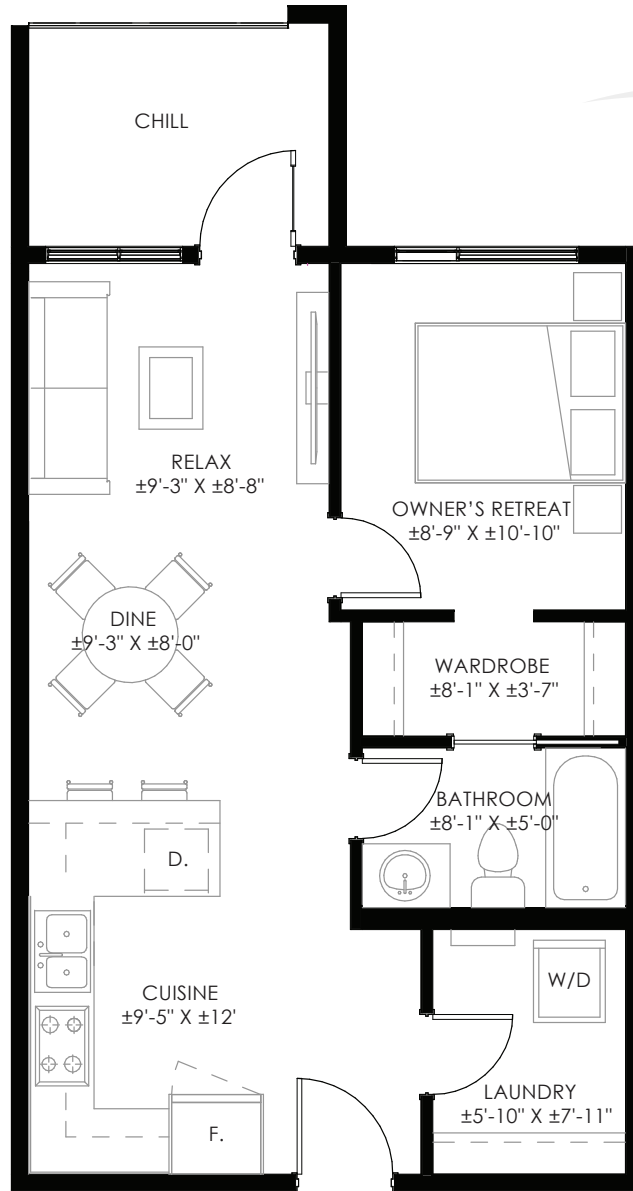 CHILL
RELAX
±9'-3" X ±8'-8"
OWNER'S RETREAT
±8'-9" X ±10'-10"
DINE
±9'-3" X ±8'-0"
WARDROBE
±8'-1" X ±3'-7"
BATHROOM
±8'-1" X ±5'-0"
D.
CUISINE
±9'-5" X ±12'
W/D
LAUNDRY
±5'-10" X ±7'-11"
F.